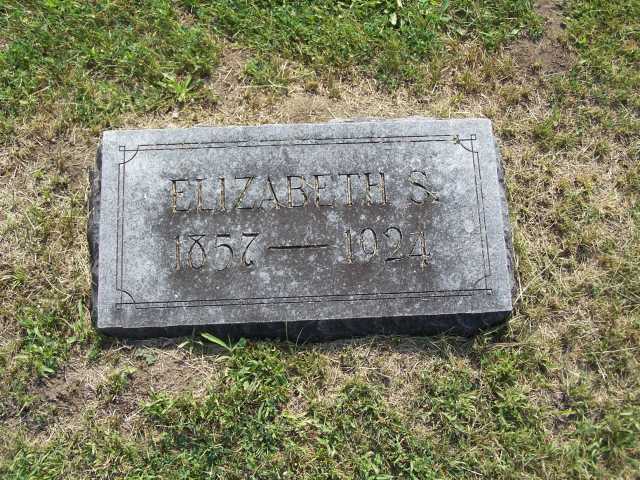 ELIZABETH S.
1857 — 1924